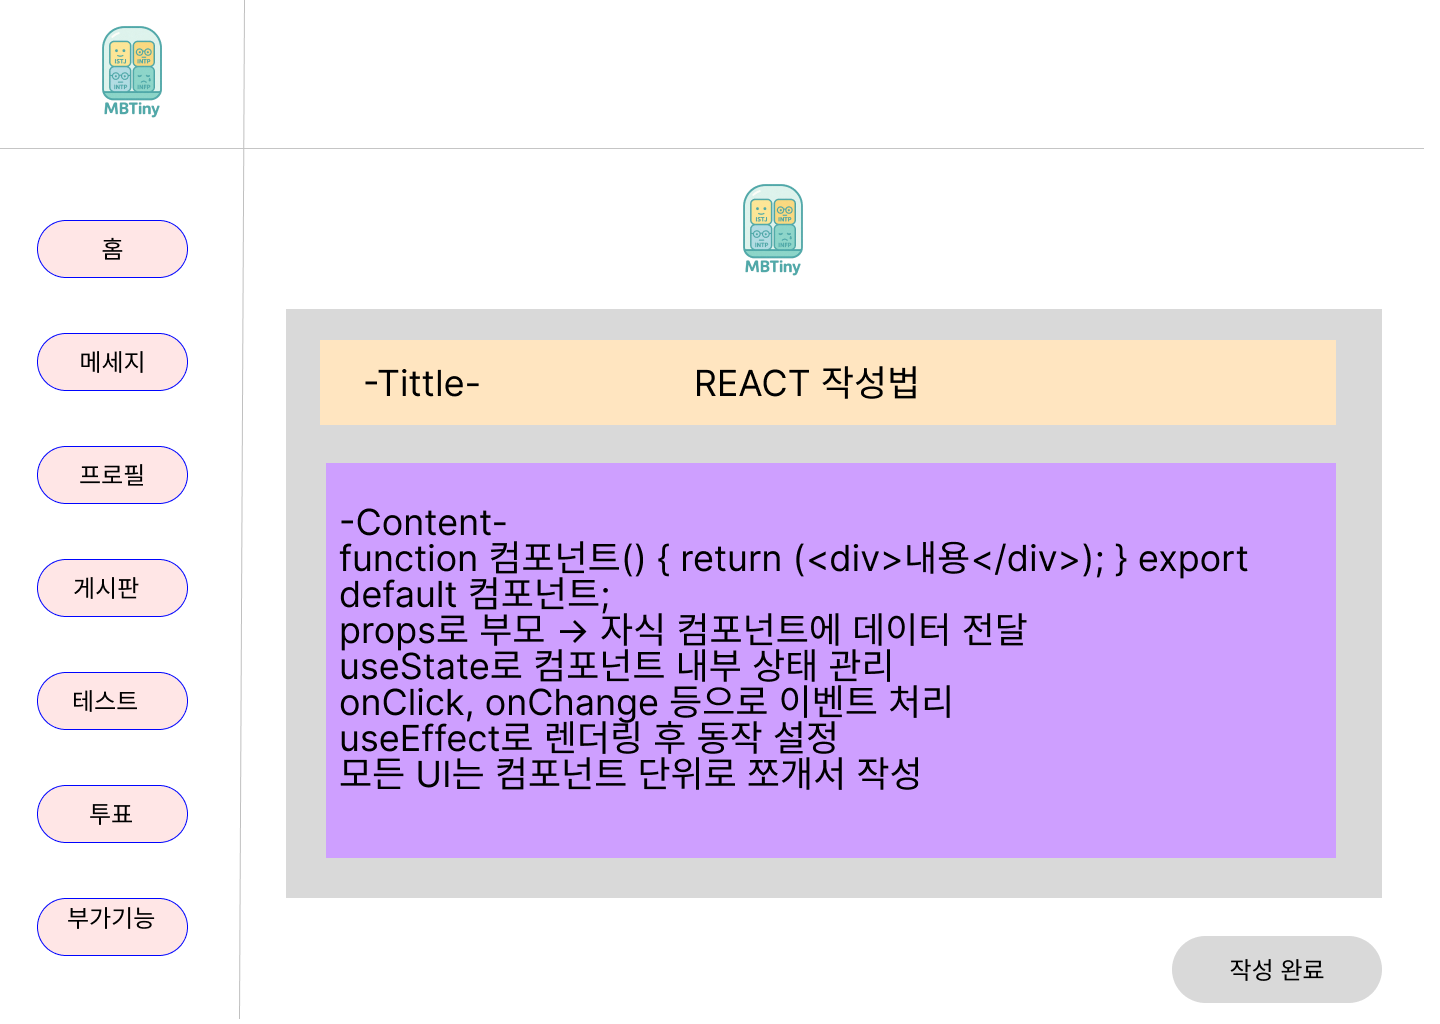 ISTJ INTP
INTP INFP
MBTiny
홈
메세지
프로필
게시판
테스트
투표
부가기능
ISTJ INTP
INTP INFP
MBTiny
-Tittle- REACT 작성법
-Content-
function 컴포넌트() { return (<div>내용</div>); } export
default 컴포넌트;
props로 부모 → 자식 컴포넌트에 데이터 전달
useState로 컴포넌트 내부 상태 관리
onClick, onChange 등으로 이벤트 처리
useEffect로 렌더링 후 동작 설정
모든 UI는 컴포넌트 단위로 쪼개서 작성
작성 완료